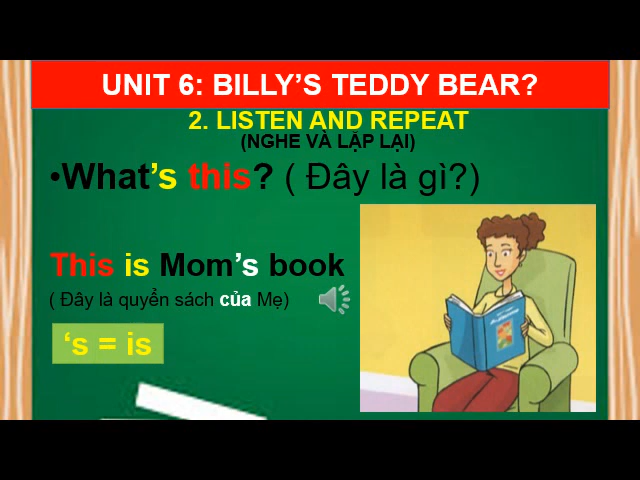 UNIT 6: BILLY’S TEDDY BEAR?
2. LISTEN AND REPEAT
(NGHE VÀ LẶP LẠI)
•What’s this? ( Đây là gì?)
This is Mom’s book
( Đây là quyển sách của Mẹ)
‘s = is